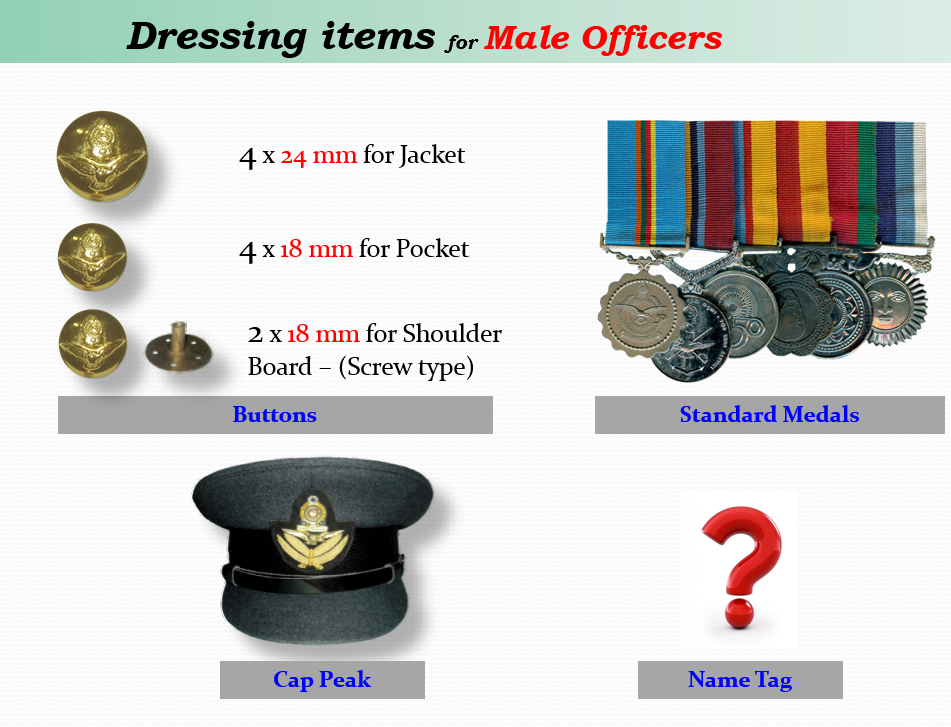 Dressing items for Male Officers
4 x 24 mm for Jacket
4 x 18 mm for Pocket
2 x 18 mm for Shoulder
Board – (Screw type)
Buttons
Standard Medals
Cap Peak
Name Tag